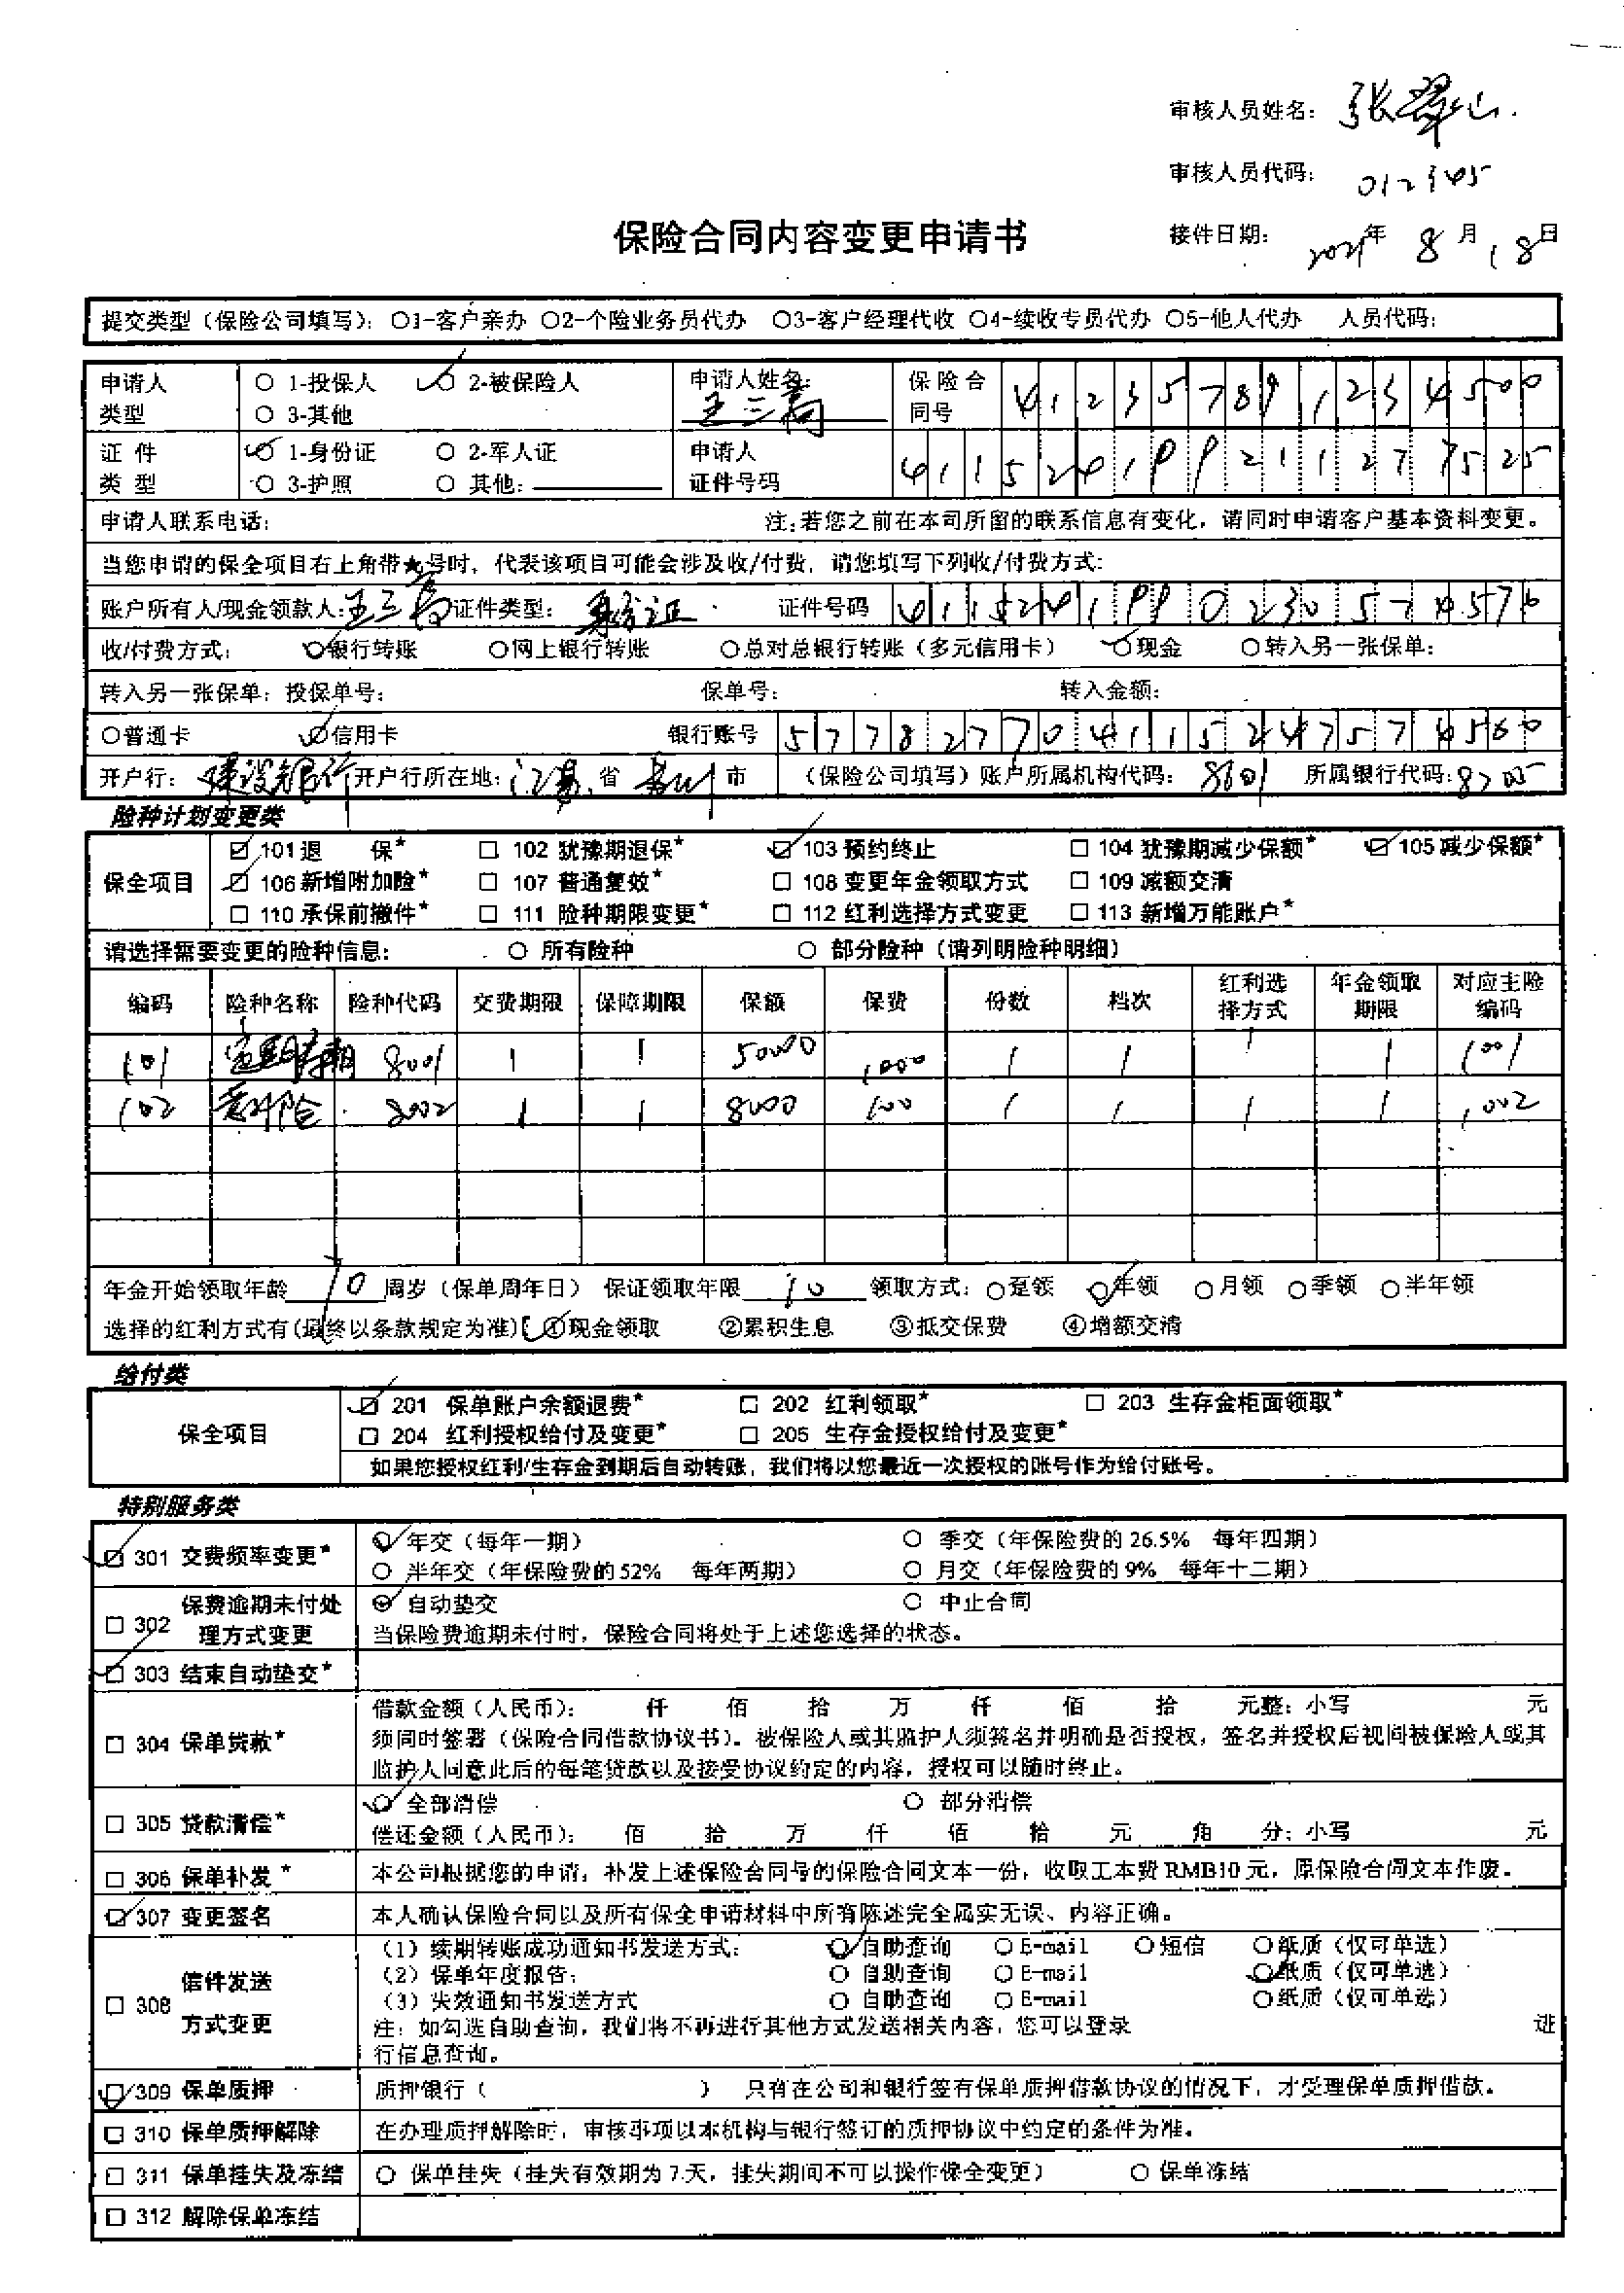 审核人员姓名：张翠山
审核人员代码：012345
保险合同内容变更申请书
接件日期：2021年8月18日
提交类型（保险公司填写）：○1-客户亲办 ○2-个险业务员代办 ○3-客户经理代收 ○4-续收专员代办 ○5-他人代办 人员代码：
申请人类型 ○ 1-投保人 ○ 2-被保险人 ○ 3-其他 申请人姓名：王三 保险合同号 412357891234500
证件类型 ○ 1-身份证 ○ 2-军人证 ○ 3-护照 ○ 其他： 申请人证件号码 411524199211277525
申请人联系电话： 注：若您之前在本司所留的联系信息有变化，请同时申请客户基本资料变更。
当您申请的保全项目右上角带★号时，代表该项目可能会涉及收/付费，请您填写下列收/付费方式：
账户所有人/现金领款人：王三 证件类型：身份证 证件号码 411524199023057457
收/付费方式： ○银行转账 ○网上银行转账 ○总对总银行转账（多元信用卡） ○现金 ○转入另一张保单：
转入另一张保单：投保单号： 保单号： 转入金额：
○普通卡 ○信用卡 银行账号 577827704115247574560
开户行：建设银行 开户行所在地：江 省 市 （保险公司填写）账户所属机构代码：8601 所属银行代码：8705
险种计划变更类
保全项目 ☑ 101 退 保* □ 102 犹豫期退保* ☑ 103 预约终止 □ 104 犹豫期减少保额* ☑ 105 减少保额*
☑ 106 新增附加险* □ 107 普通复效* □ 108 变更年金领取方式 □ 109 减额交清
□ 110 承保前撤件* □ 111 险种期限变更* □ 112 红利选择方式变更 □ 113 新增万能账户*
请选择需要变更的险种信息： ○ 所有险种 ○ 部分险种（请列明险种明细）
编码 险种名称 险种代码 交费期限 保障期限 保额 保费 份数 档次 红利选择方式 年金领取期限 对应主险编码
101 8001 1 1 50000 1000 1 1 1 1 1001
102 意外险 8002 1 1 8000 100 1 1 1 1 1002
年金开始领取年龄 10 周岁（保单周年日） 保证领取年限 10 领取方式：○趸领 ○年领 ○月领 ○季领 ○半年领
选择的红利方式有（最终以条款规定为准）【 ①现金领取 ②累积生息 ③抵交保费 ④增额交清
给付类
保全项目 ☑ 201 保单账户余额退费* □ 202 红利领取* □ 203 生存金柜面领取*
□ 204 红利授权给付及变更* □ 205 生存金授权给付及变更*
如果您授权红利/生存金到期后自动转账，我们将以您最近一次授权的账号作为给付账号。
特别服务类
☑ 301 交费频率变更* ○ 年交（每年一期） ○ 季交（年保险费的 26.5% 每年四期）
○ 半年交（年保险费的 52% 每年两期） ○ 月交（年保险费的 9% 每年十二期）
□ 302 保费逾期未付处理方式变更 ○ 自动垫交 ○ 中止合同
当保险费逾期未付时，保险合同将处于上述您选择的状态。
☑ 303 结束自动垫交*
□ 304 保单贷款* 借款金额（人民币）： 仟 佰 拾 万 仟 佰 拾 元整；小写 元
须同时签署（保险合同借款协议书）。被保险人或其监护人须签名并明确是否授权，签名并授权后视同被保险人或其
监护人同意此后的每笔贷款以及接受协议约定的内容，授权可以随时终止。
□ 305 贷款清偿* ○ 全部清偿 ○ 部分清偿
偿还金额（人民币）： 佰 拾 万 仟 佰 拾 元 角 分；小写 元
□ 306 保单补发 * 本公司根据您的申请，补发上述保险合同号的保险合同文本一份，收取工本费 RMB10 元，原保险合同文本作废。
☑ 307 变更签名 本人确认保险合同以及所有保全申请材料中所有陈述完全属实无误、内容正确。
□ 308 信件发送方式变更 （1）续期转账成功通知书发送方式： ○ 自助查询 ○ E-mail ○ 短信 ○ 纸质（仅可单选）
（2）保单年度报告： ○ 自助查询 ○ E-mail ○ 纸质（仅可单选）
（3）失效通知书发送方式 ○ 自助查询 ○ E-mail ○ 纸质（仅可单选）
注：如勾选自助查询，我们将不再进行其他方式发送相关内容，您可以登录 进
行信息查询。
☑ 309 保单质押 质押银行（ ） 只有在公司和银行签有保单质押借款协议的情况下，才受理保单质押借款。
□ 310 保单质押解除 在办理质押解除时，审核事项以本机构与银行签订的质押协议中约定的条件为准。
□ 311 保单挂失及冻结 ○ 保单挂失（挂失有效期为 7 天，挂失期间不可以操作保全变更） ○ 保单冻结
□ 312 解除保单冻结